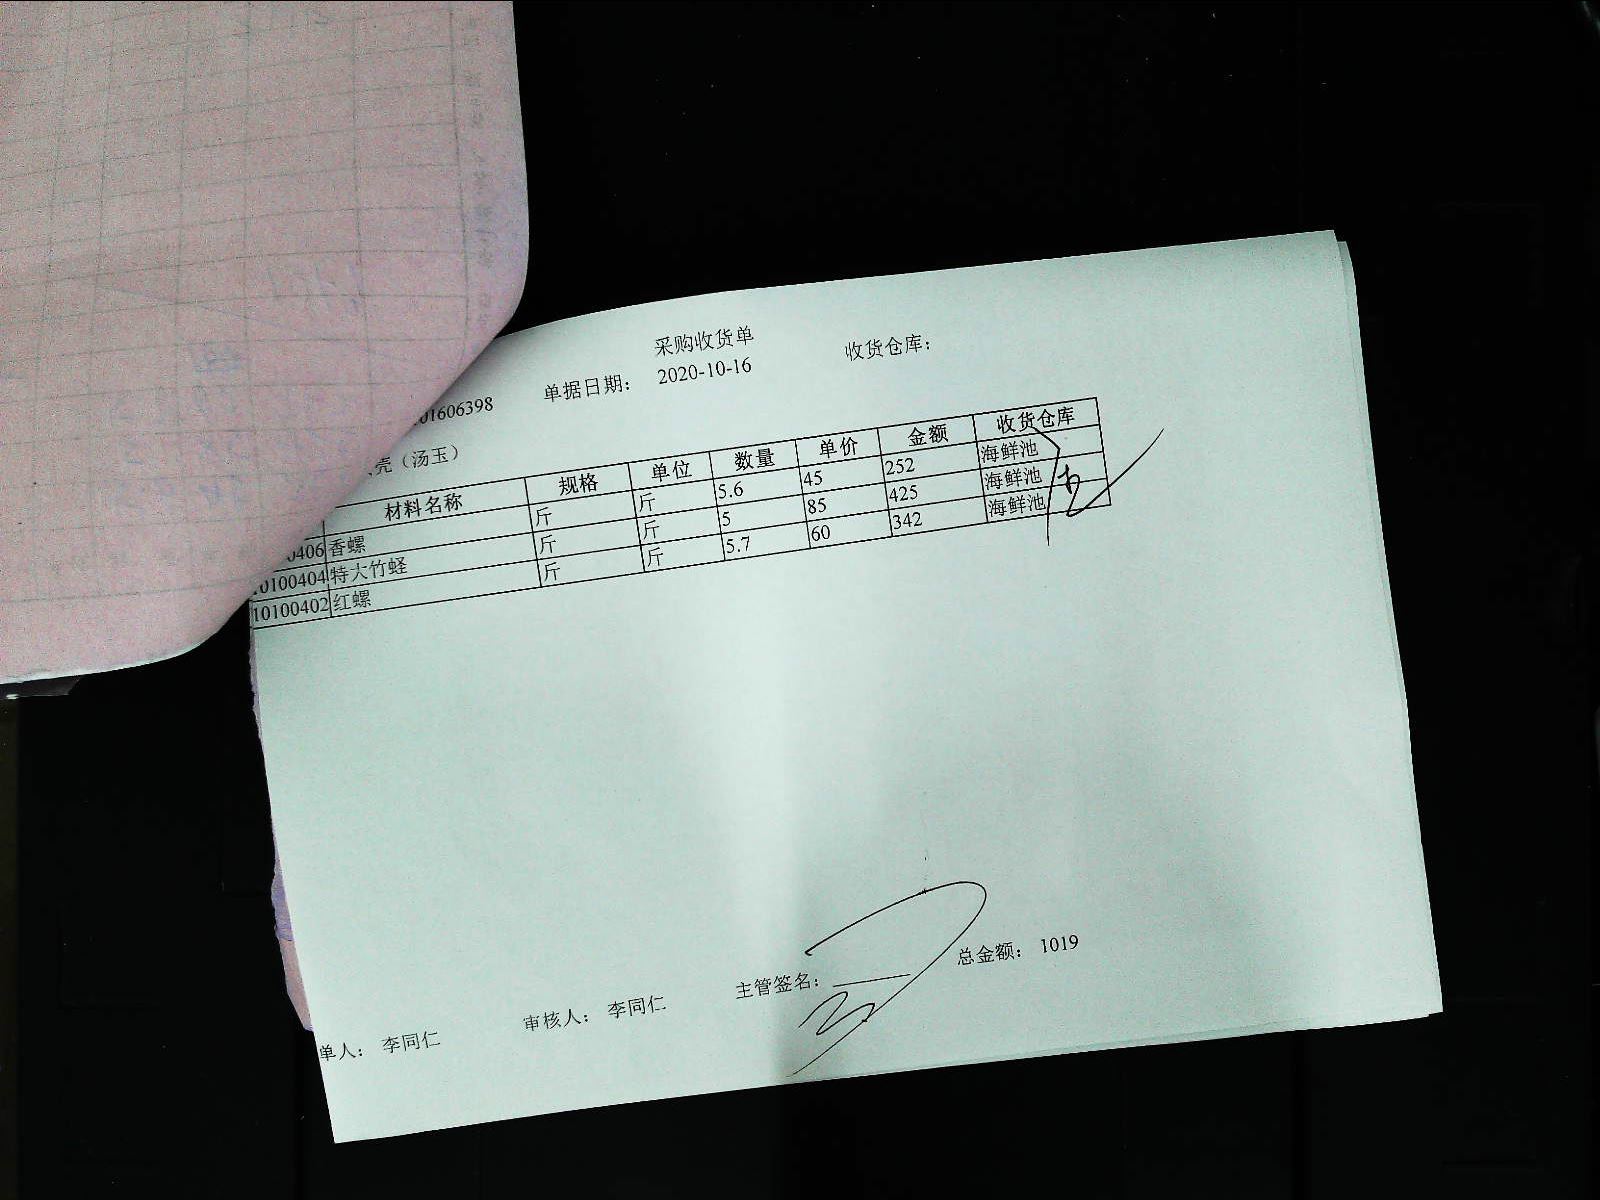 采购收货单
01606398 单据日期： 2020-10-16 收货仓库：
壳（汤玉）
材料名称 规格 单位 数量 单价 金额 收货仓库
0406 香螺 斤 斤 5.6 45 252 海鲜池
10100404 特大竹蛏 斤 斤 5 85 425 海鲜池
10100402 红螺 斤 斤 5.7 60 342 海鲜池
单人： 李同仁 审核人： 李同仁 主管签名： 总金额： 1019